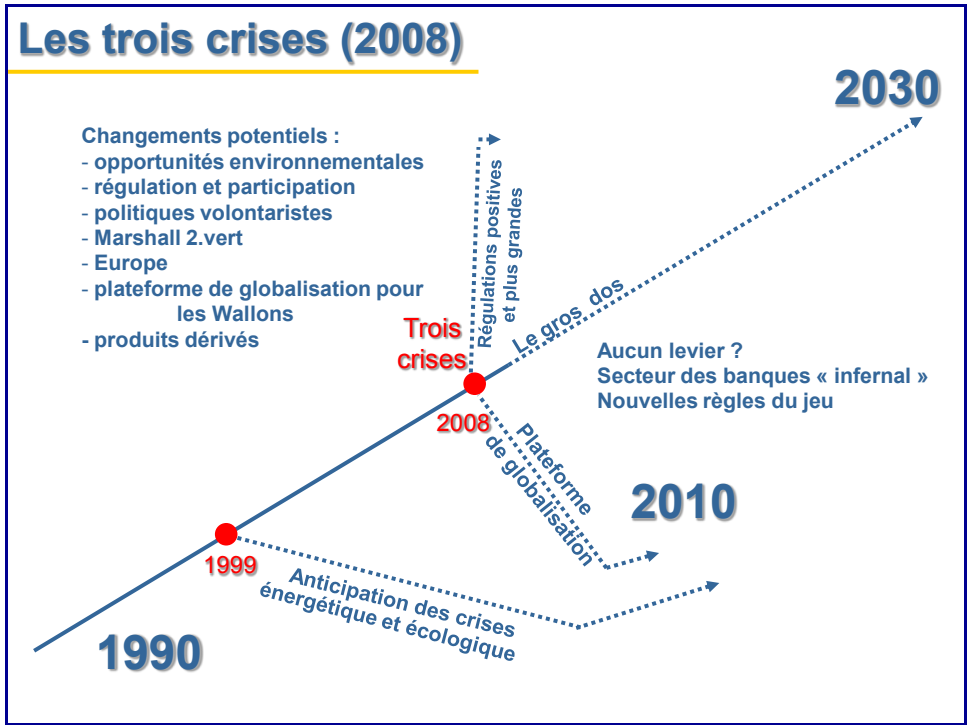 Les trois crises (2008)
2030
Changements potentiels :
- opportunités environnementales
- régulation et participation
- politiques volontaristes
- Marshall 2.vert
- Europe
- plateforme de globalisation pour
les Wallons
- produits dérivés
Régulations positives
et plus grandes
Le gros dos
Trois
crises
2008
Aucun levier ?
Secteur des banques « infernal »
Nouvelles règles du jeu
Plateforme
de globalisation
2010
1999
Anticipation des crises
énergétique et écologique
1990